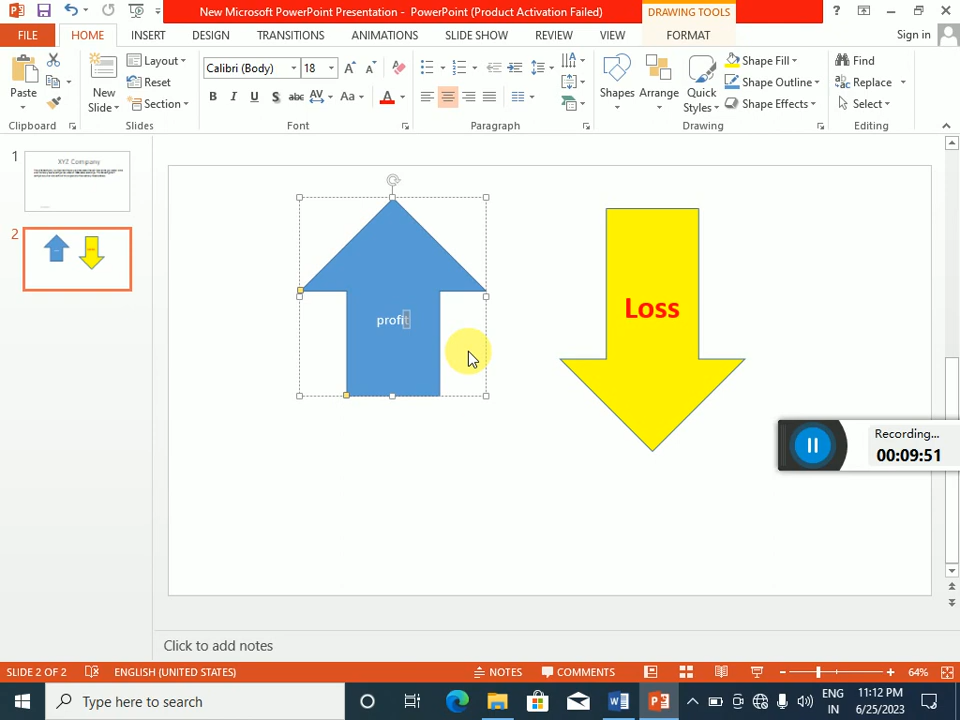 New Microsoft PowerPoint Presentation - PowerPoint (Product Activation Failed)
DRAWING TOOLS
FILE HOME INSERT DESIGN TRANSITIONS ANIMATIONS SLIDE SHOW REVIEW VIEW FORMAT Sign in
Paste
New
Slide
Layout
Reset
Section
Calibri (Body) 18
B I U S abc AV Aa A
Shapes Arrange Quick
Styles
Shape Fill
Shape Outline
Shape Effects
Find
Replace
Select
Clipboard Slides Font Paragraph Drawing Editing
1
XYZ Company
2
profit
Loss
Recording...
00:09:51
Click to add notes
SLIDE 2 OF 2 ENGLISH (UNITED STATES) NOTES COMMENTS 64%
Type here to search
ENG
IN
11:12 PM
6/25/2023